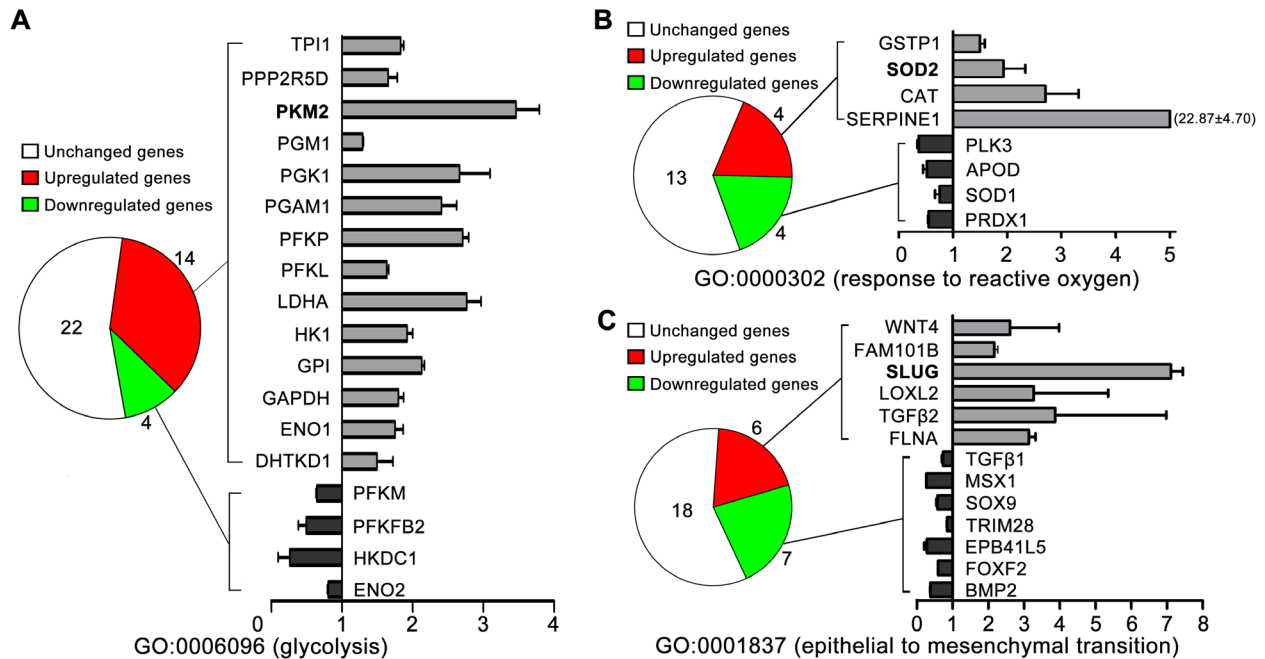 A
Unchanged genes
Upregulated genes
Downregulated genes
22
14
4
TPI1
PPP2R5D
PKM2
PGM1
PGK1
PGAM1
PFKP
PFKL
LDHA
HK1
GPI
GAPDH
ENO1
DHTKD1
PFKM
PFKFB2
HKDC1
ENO2
0 1 2 3 4
GO:0006096 (glycolysis)
B
Unchanged genes
Upregulated genes
Downregulated genes
13
4
4
GSTP1
SOD2
CAT
SERPINE1 (22.87±4.70)
PLK3
APOD
SOD1
PRDX1
0 1 2 3 4 5
GO:0000302 (response to reactive oxygen)
C
Unchanged genes
Upregulated genes
Downregulated genes
18
6
7
WNT4
FAM101B
SLUG
LOXL2
TGFβ2
FLNA
TGFβ1
MSX1
SOX9
TRIM28
EPB41L5
FOXF2
BMP2
0 1 2 3 4 5 6 7 8
GO:0001837 (epithelial to mesenchymal transition)